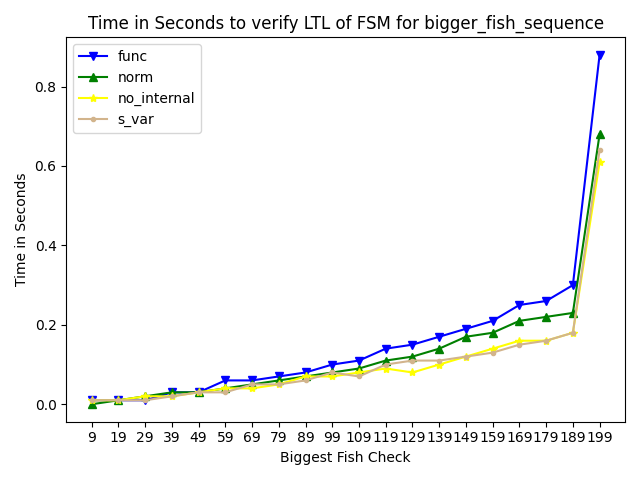 Time in Seconds to verify LTL of FSM for bigger_fish_sequence
func
norm
no_internal
s_var
Time in Seconds
0.8
0.6
0.4
0.2
0.0
9 19 29 39 49 59 69 79 89 99 109 119 129 139 149 159 169 179 189 199
Biggest Fish Check